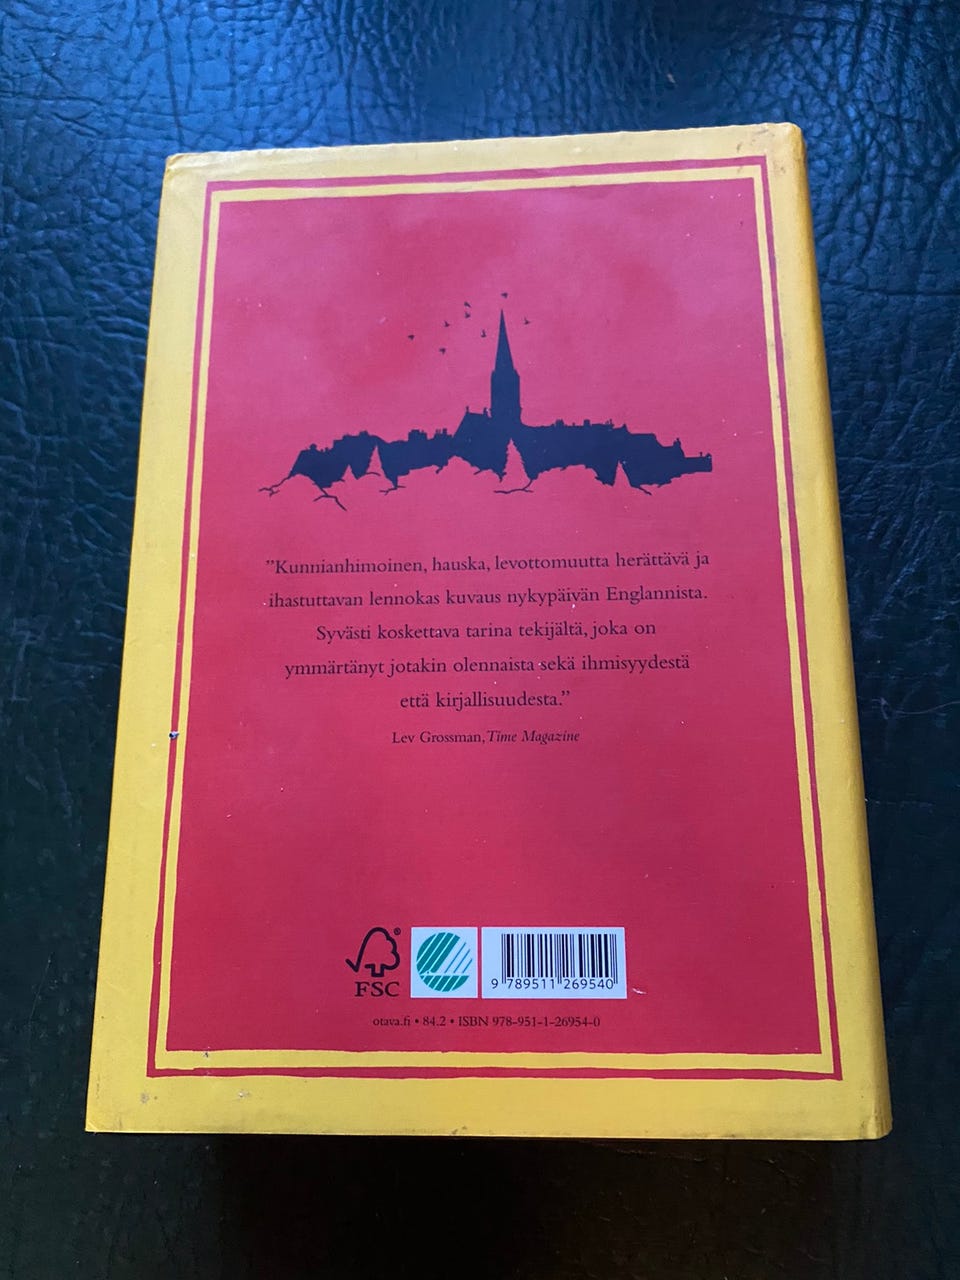 ”Kunnianhimoinen, hauska, levottomuutta herättävä ja
ihastuttavan lennokas kuvaus nykypäivän Englannista.
Syvästi koskettava tarina tekijältä, joka on
ymmärtänyt jotakin olennaista sekä ihmisyydestä
että kirjallisuudesta.”
Lev Grossman, Time Magazine
®
FSC
9 789511 269540
otava.fi • 84.2 • ISBN 978-951-1-26954-0